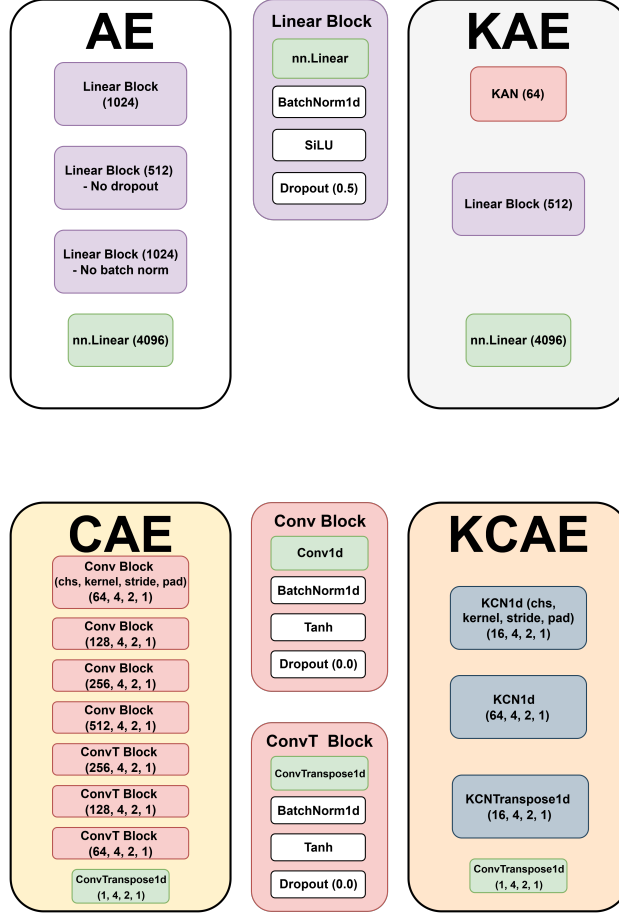 AE
Linear Block
(1024)
Linear Block (512)
- No dropout
Linear Block (1024)
- No batch norm
nn.Linear (4096)
Linear Block
nn.Linear
BatchNorm1d
SiLU
Dropout (0.5)
KAE
KAN (64)
Linear Block (512)
nn.Linear (4096)
CAE
Conv Block
(chs, kernel, stride, pad)
(64, 4, 2, 1)
Conv Block
(128, 4, 2, 1)
Conv Block
(256, 4, 2, 1)
Conv Block
(512, 4, 2, 1)
ConvT Block
(256, 4, 2, 1)
ConvT Block
(128, 4, 2, 1)
ConvT Block
(64, 4, 2, 1)
ConvTranspose1d
(1, 4, 2, 1)
Conv Block
Conv1d
BatchNorm1d
Tanh
Dropout (0.0)
ConvT Block
ConvTranspose1d
BatchNorm1d
Tanh
Dropout (0.0)
KCAE
KCN1d (chs,
kernel, stride, pad)
(16, 4, 2, 1)
KCN1d
(64, 4, 2, 1)
KCNTranspose1d
(16, 4, 2, 1)
ConvTranspose1d
(1, 4, 2, 1)